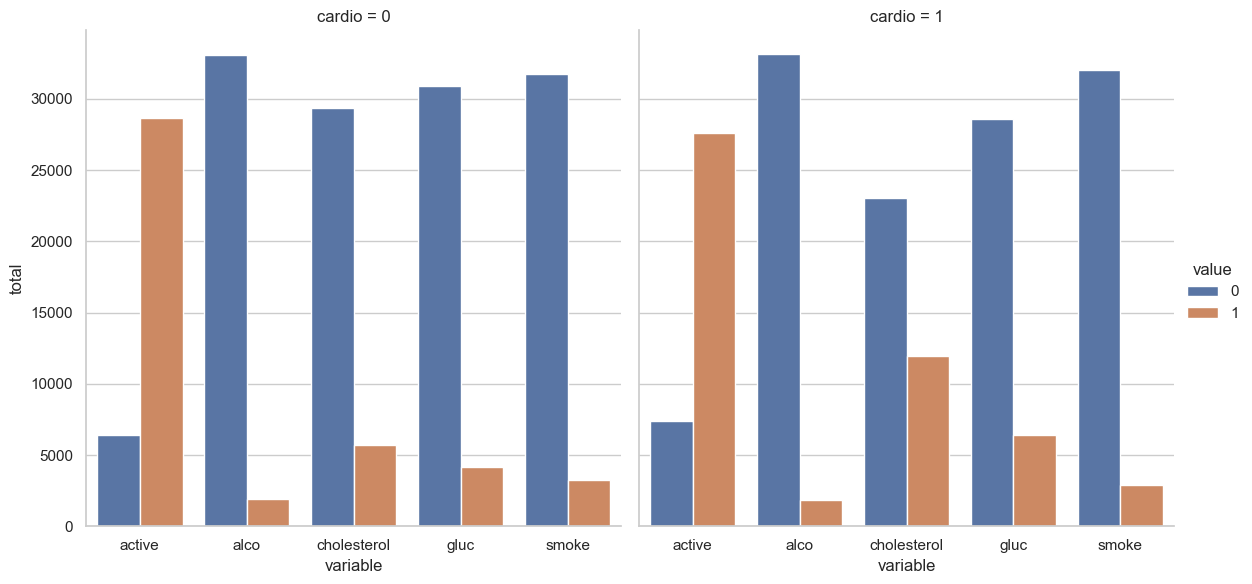 cardio = 0
cardio = 1
30000
25000
20000
15000
10000
5000
0
total
active alco cholesterol gluc smoke
variable
active alco cholesterol gluc smoke
variable
value
0
1